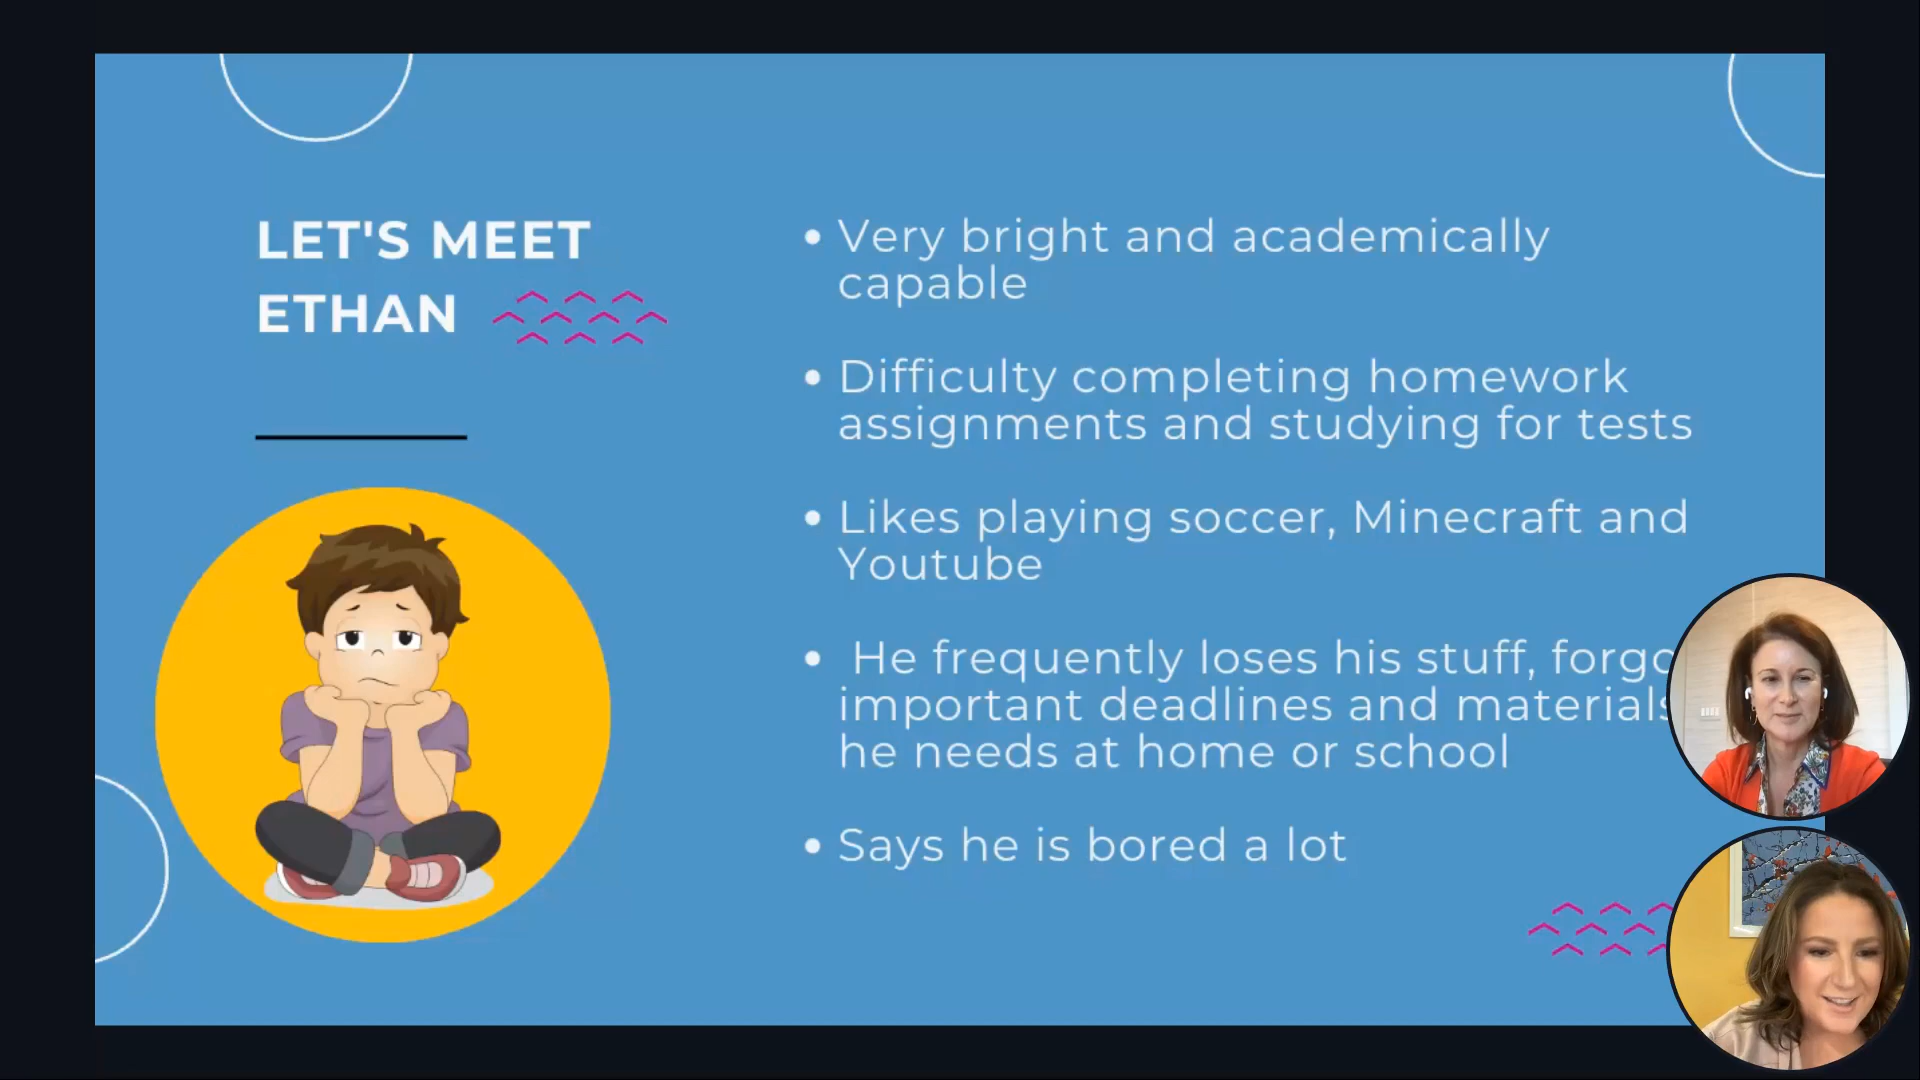 LET'S MEET
ETHAN
• Very bright and academically
capable
• Difficulty completing homework
assignments and studying for tests
• Likes playing soccer, Minecraft and
Youtube
• He frequently loses his stuff,
important deadlines and materials
he needs at home or school
• Says he is bored a lot